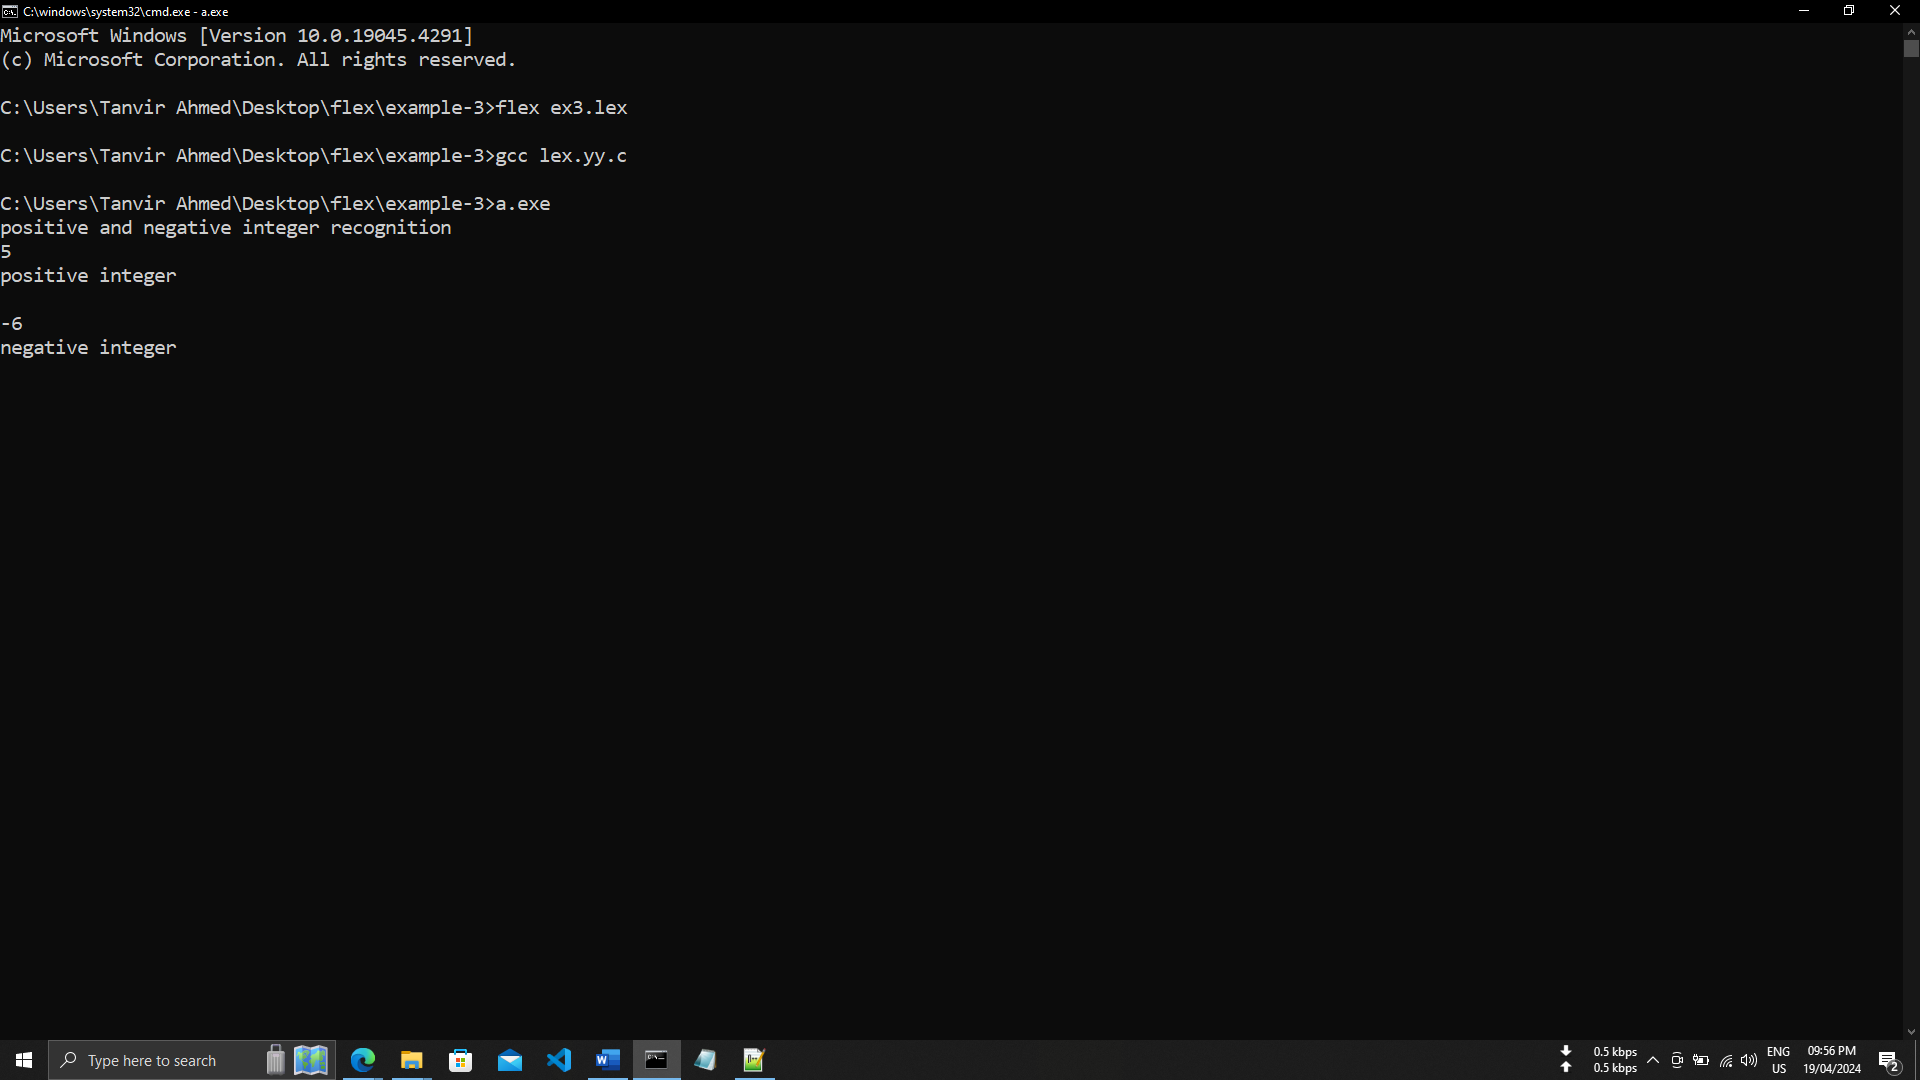 C:\windows\system32\cmd.exe - a.exe
Microsoft Windows [Version 10.0.19045.4291]
(c) Microsoft Corporation. All rights reserved.
C:\Users\Tanvir Ahmed\Desktop\flex\example-3>flex ex3.lex
C:\Users\Tanvir Ahmed\Desktop\flex\example-3>gcc lex.yy.c
C:\Users\Tanvir Ahmed\Desktop\flex\example-3>a.exe
positive and negative integer recognition
5
positive integer
-6
negative integer
Type here to search
0.5 kbps
0.5 kbps
ENG
US
09:56 PM
19/04/2024
2